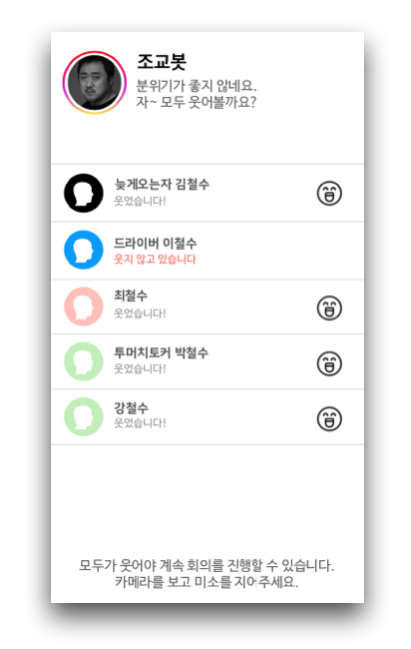 조교봇
분위기가 좋지 않네요.
자~ 모두 웃어볼까요?
늦게오는자 김철수
웃었습니다!
드라이버 이철수
웃지 않고 있습니다
최철수
웃었습니다!
투머치토커 박철수
웃었습니다!
강철수
웃었습니다!
모두가 웃어야 계속 회의를 진행할 수 있습니다.
카메라를 보고 미소를 지어주세요.